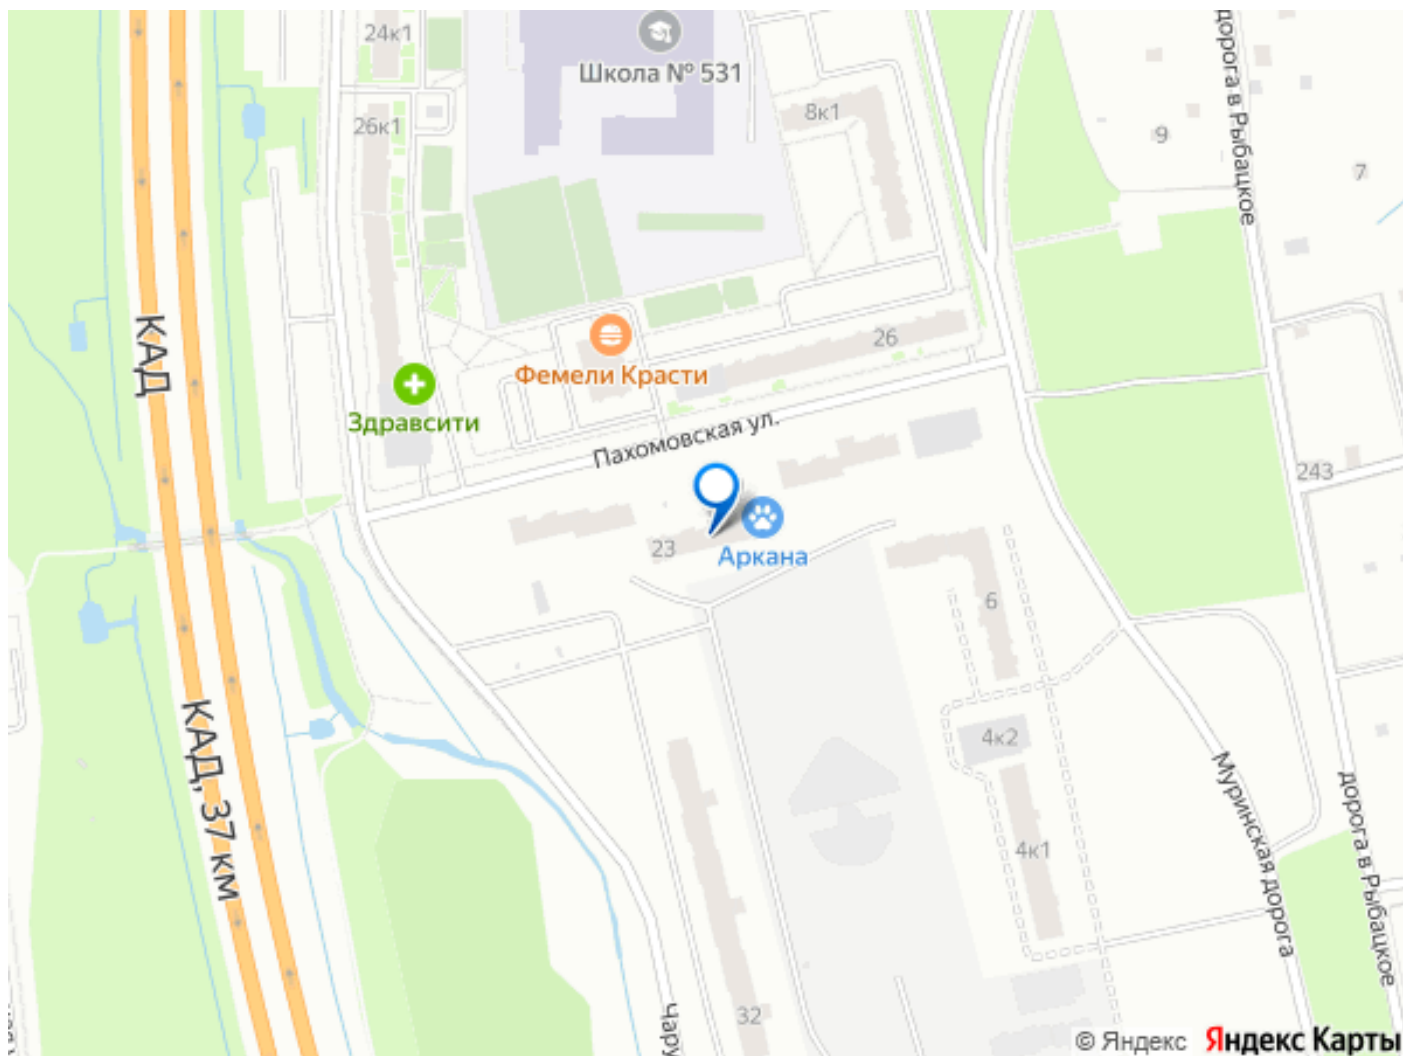 24к1
Школа № 531
26к1
8к1
9
7
дорога в Рыбацкое
КАД
26
Фемели Красти
Здравсити
Пахомовская ул.
243
23
Аркана
6
КАД, 37 км
4к2
4к1
Муринская дорога
дорога в Рыбацкое
32
Чару
© Яндекс Яндекс Карты